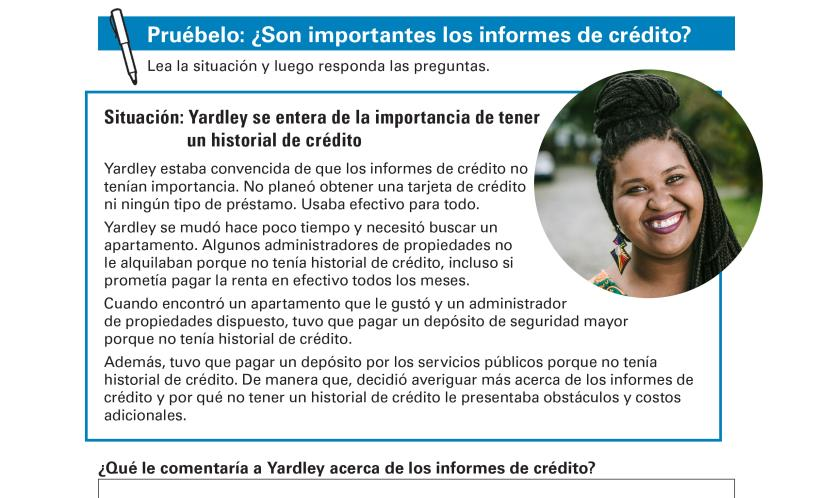 Pruébelo: ¿Son importantes los informes de crédito?
Lea la situación y luego responda las preguntas.
Situación: Yardley se entera de la importancia de tener
un historial de crédito
Yardley estaba convencida de que los informes de crédito no
tenían importancia. No planeó obtener una tarjeta de crédito
ni ningún tipo de préstamo. Usaba efectivo para todo.
Yardley se mudó hace poco tiempo y necesitó buscar un
apartamento. Algunos administradores de propiedades no
le alquilaban porque no tenía historial de crédito, incluso si
prometía pagar la renta en efectivo todos los meses.
Cuando encontró un apartamento que le gustó y un administrador
de propiedades dispuesto, tuvo que pagar un depósito de seguridad mayor
porque no tenía historial de crédito.
Además, tuvo que pagar un depósito por los servicios públicos porque no tenía
historial de crédito. De manera que, decidió averiguar más acerca de los informes de
crédito y por qué no tener un historial de crédito le presentaba obstáculos y costos
adicionales.
¿Qué le comentaría a Yardley acerca de los informes de crédito?